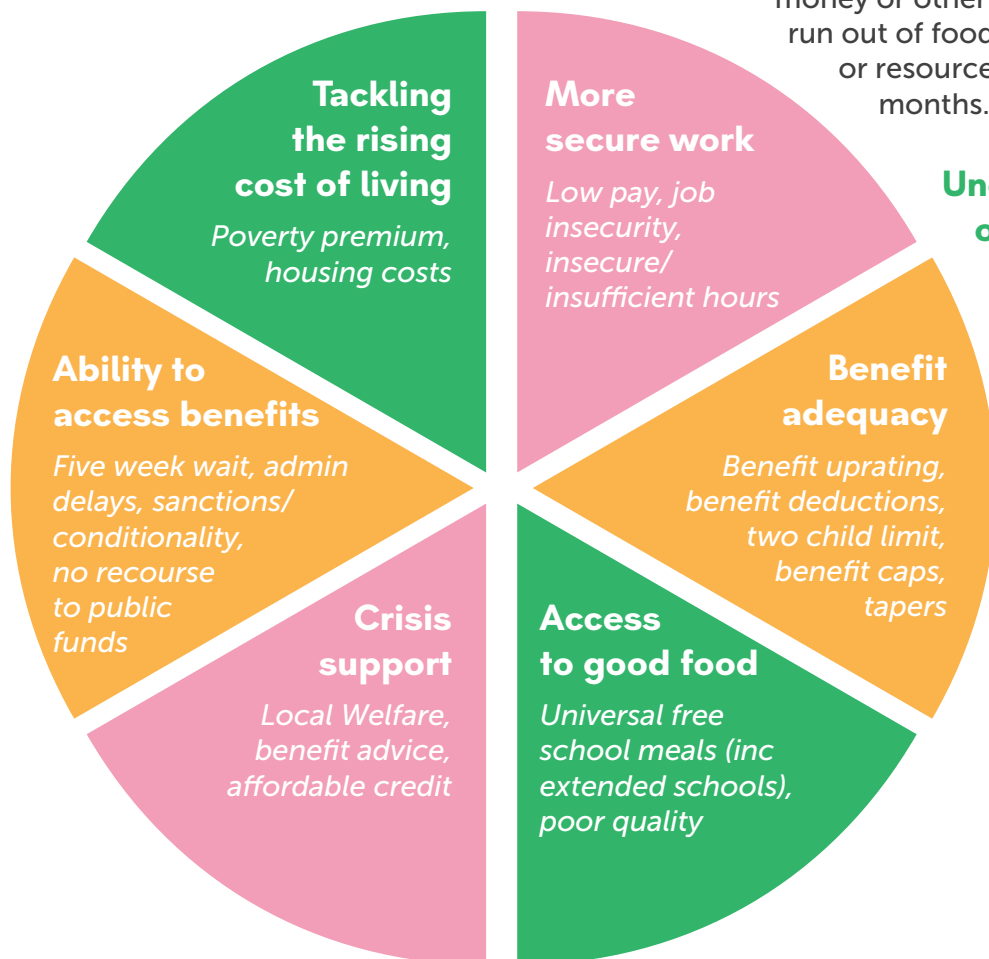 money or other
run out of food
or resource
months.
Tackling
the rising
cost of living
Poverty premium,
housing costs
More
secure work
Low pay, job
insecurity,
insecure/
insufficient hours
Ability to
access benefits
Five week wait, admin
delays, sanctions/
conditionality,
no recourse
to public
funds
Benefit
adequacy
Benefit uprating,
benefit deductions,
two child limit,
benefit caps,
tapers
Crisis
support
Local Welfare,
benefit advice,
affordable credit
Access
to good food
Universal free
school meals (inc
extended schools),
poor quality